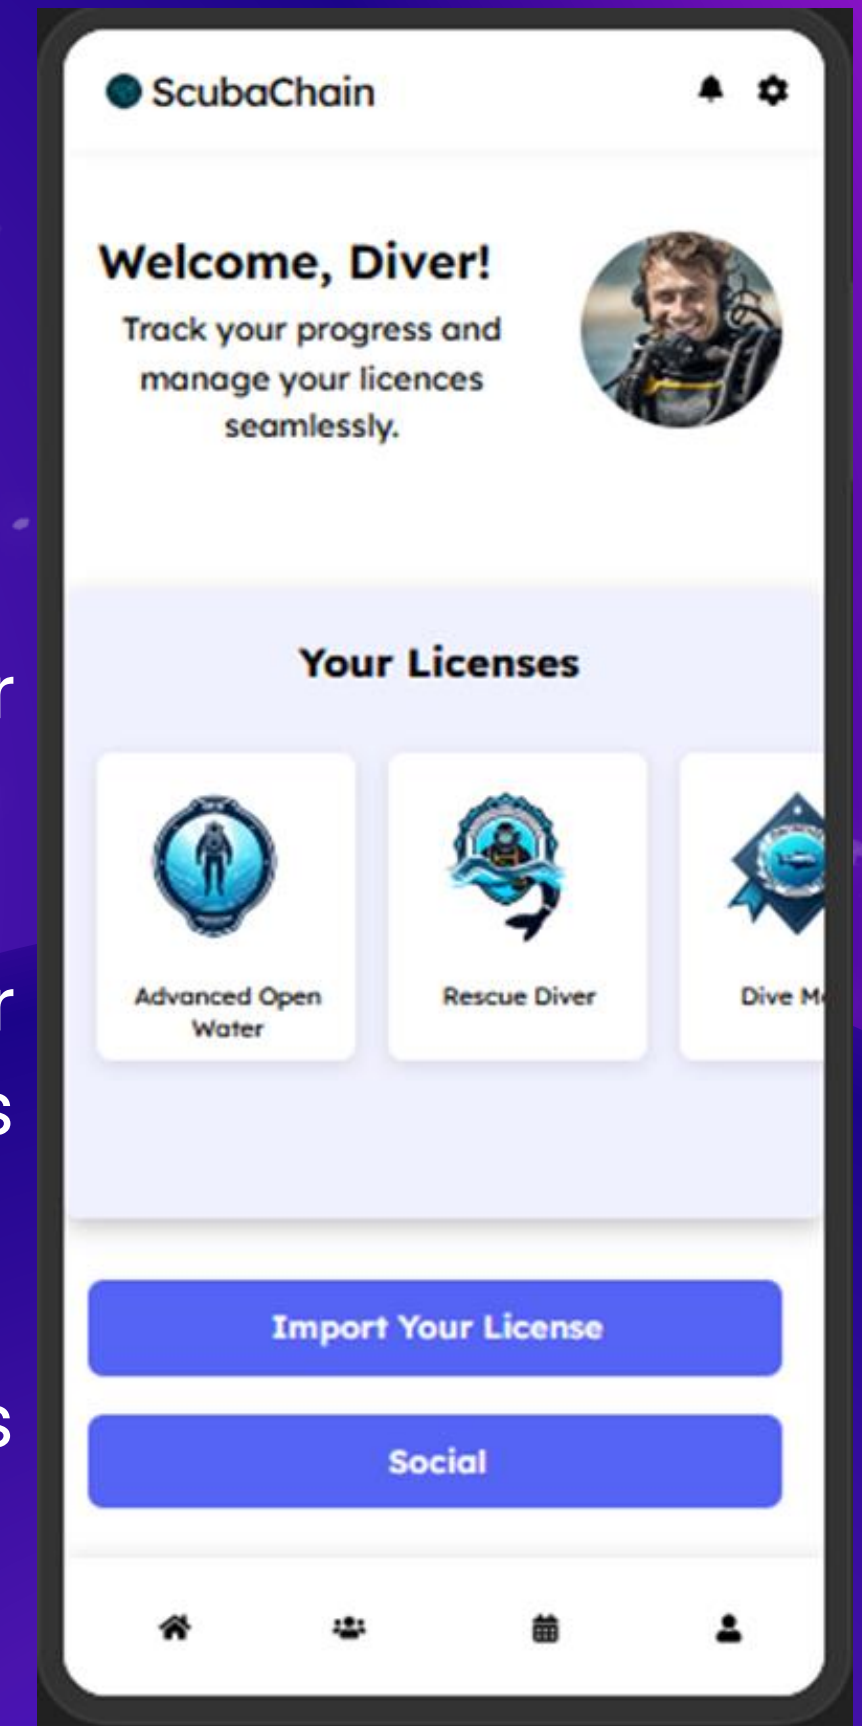 ScubaChain
Welcome, Diver!
Track your progress and
manage your licences
seamlessly.
Your Licenses
Advanced Open
Water
Rescue Diver
Dive
Import Your License
Social